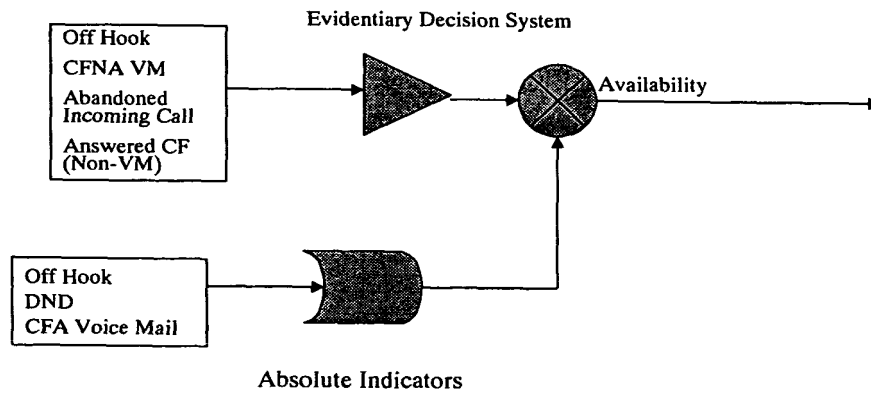 Evidentiary Decision System
Off Hook
CFNA VM
Abandoned
Incoming Call
Answered CF
(Non-VM)
Availability
Off Hook
DND
CFA Voice Mail
Absolute Indicators